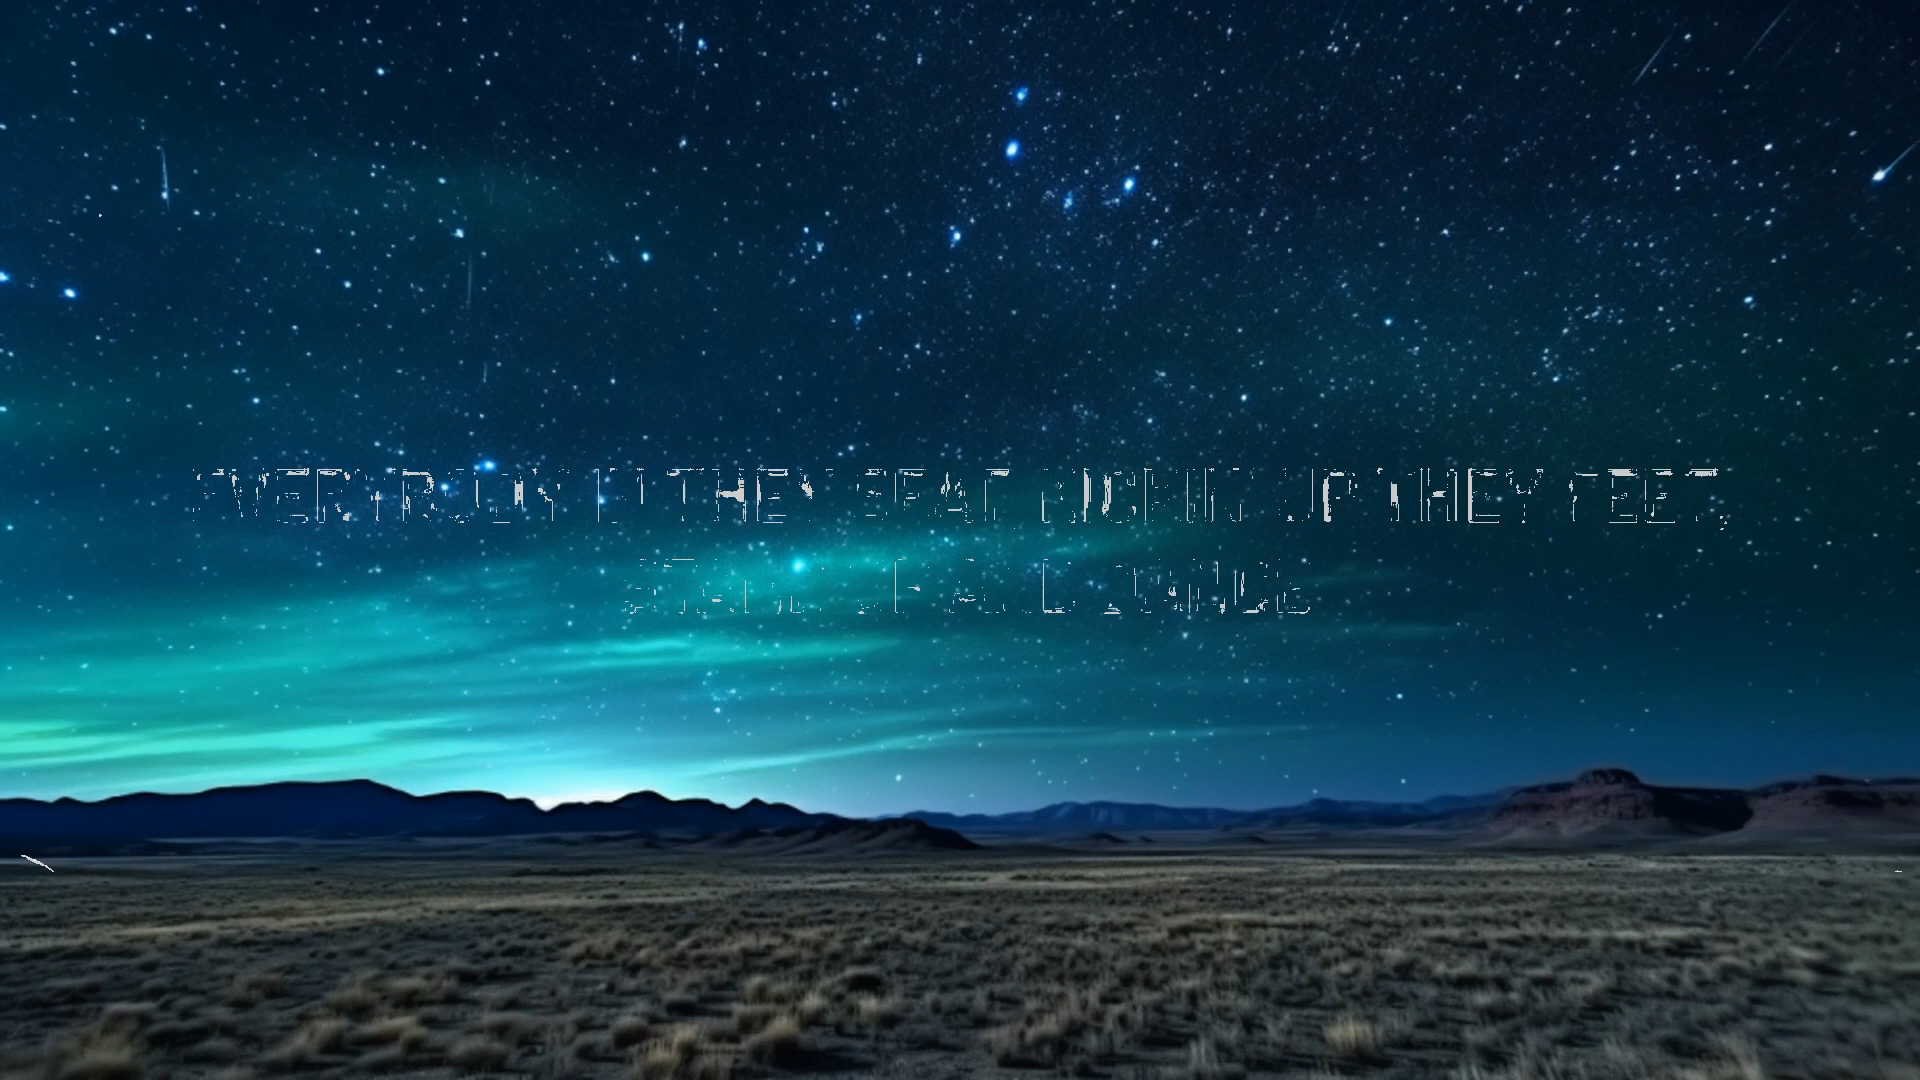 EVERYBODY IN THEY SEAT KICKIN' UP THEY FEET,
STAND UP AND DANCE